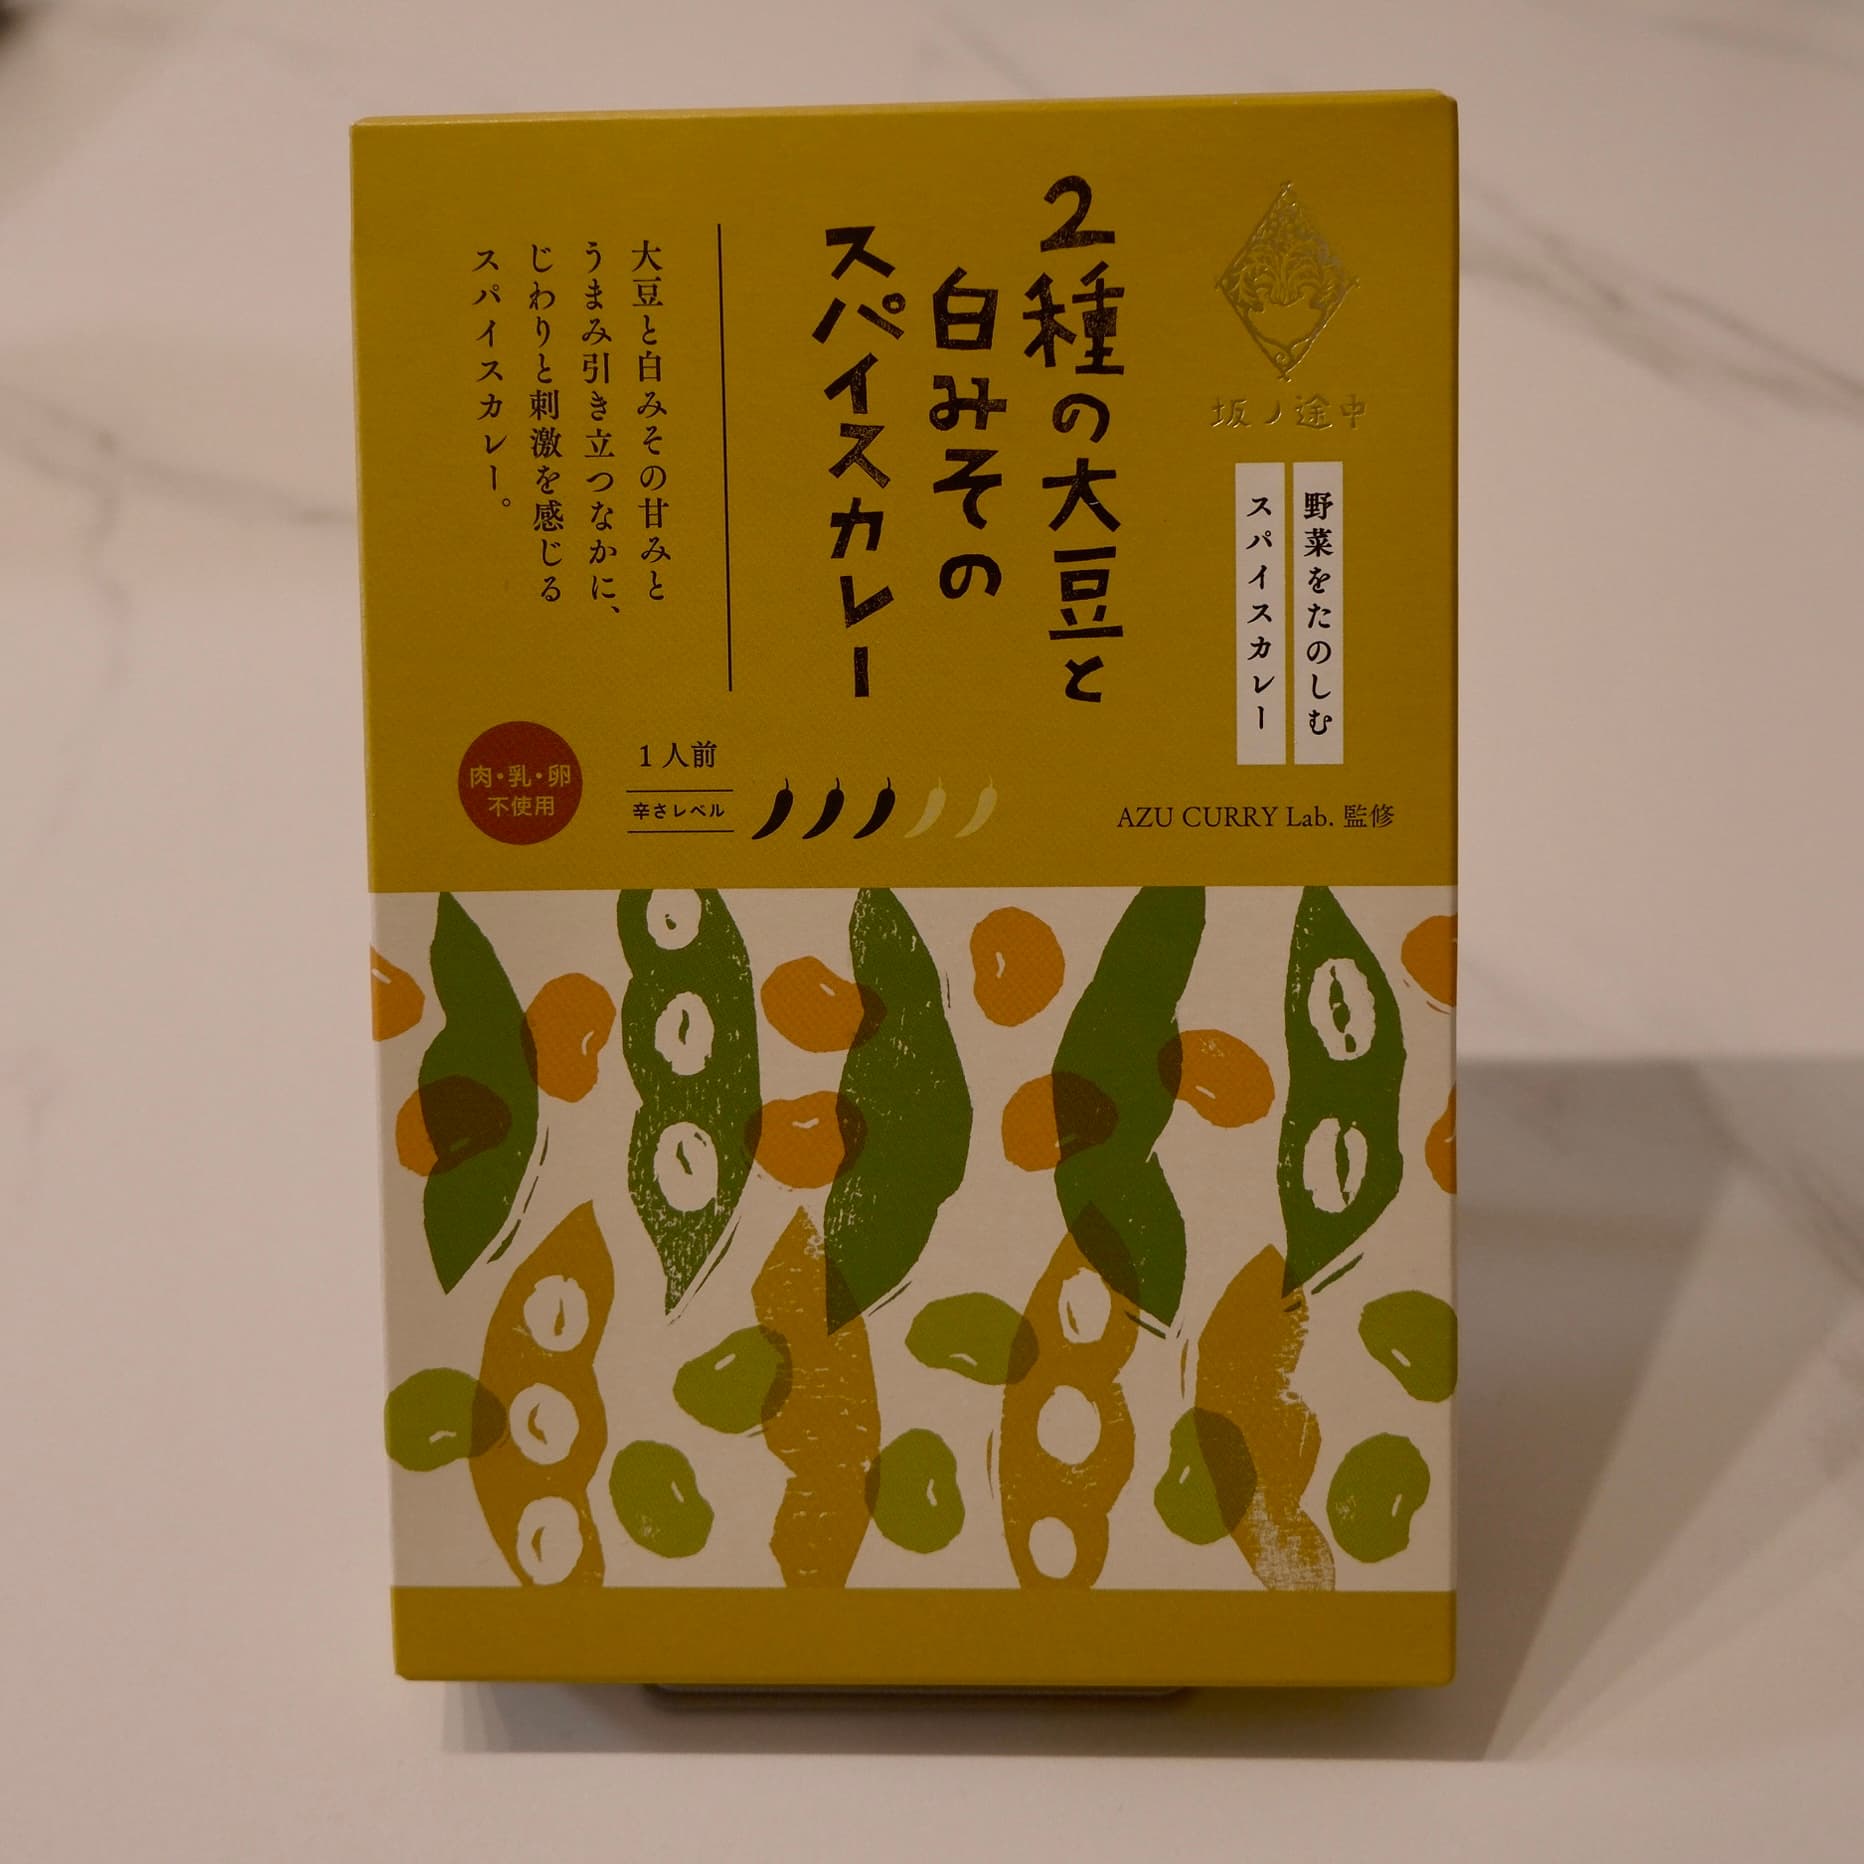 坂ノ途中
野菜をたのしむ
スパイスカレー
AZU CURRY Lab. 監修
2種の大豆と
白みその
スパイスカレー
大豆と白みその甘みと
うまみ引き立つなかに、
じわりと刺激を感じる
スパイスカレー。
1人前
辛さレベル
肉・乳・卵
不使用